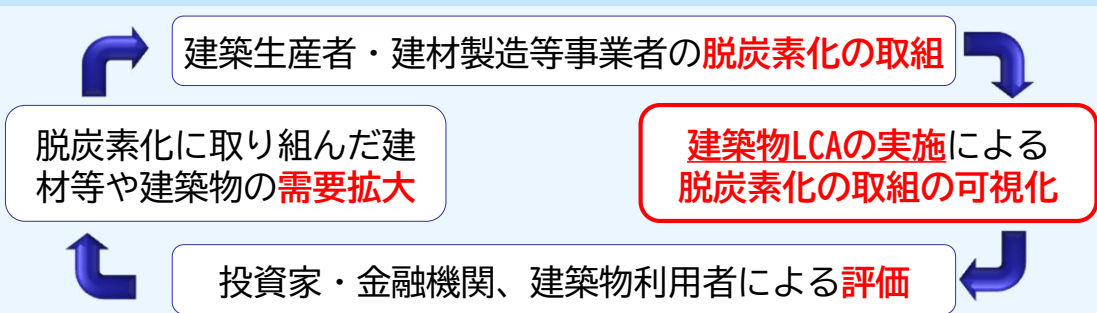 建築生産者・建材製造等事業者の脱炭素化の取組
脱炭素化に取り組んだ建
材等や建築物の需要拡大
建築物LCAの実施による
脱炭素化の取組の可視化
投資家・金融機関、建築物利用者による評価